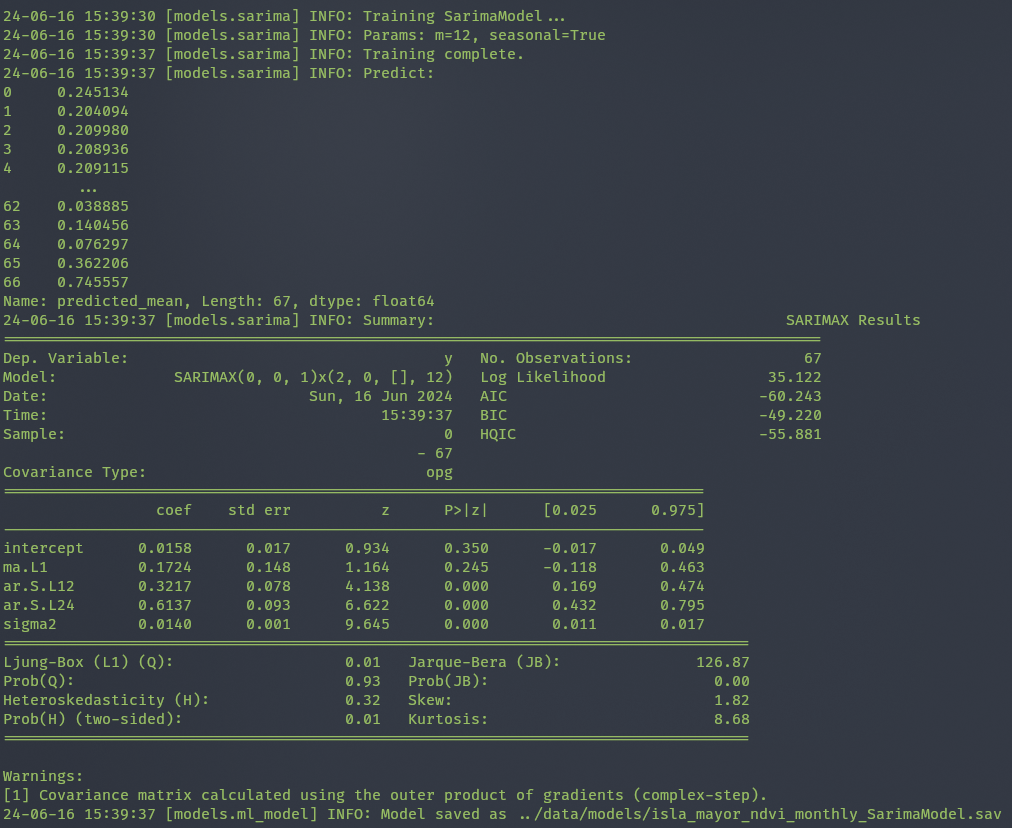 24-06-16 15:39:30 [models.sarima] INFO: Training SarimaModel...
24-06-16 15:39:30 [models.sarima] INFO: Params: m=12, seasonal=True
24-06-16 15:39:37 [models.sarima] INFO: Training complete.
24-06-16 15:39:37 [models.sarima] INFO: Predict:
0     0.245134
1     0.204094
2     0.209980
3     0.208936
4     0.209115
        ...
62    0.038885
63    0.140456
64    0.076297
65    0.362206
66    0.745557
Name: predicted_mean, Length: 67, dtype: float64
24-06-16 15:39:37 [models.sarima] INFO: Summary:                                       SARIMAX Results
===========================================================================================
Dep. Variable:                                   y   No. Observations:                   67
Model:             SARIMAX(0, 0, 1)x(2, 0, [], 12)   Log Likelihood                  35.122
Date:                             Sun, 16 Jun 2024   AIC                            -60.243
Time:                                     15:39:37   BIC                            -49.220
Sample:                                          0   HQIC                           -55.881
                                              - 67
Covariance Type:                               opg
==============================================================================
                 coef    std err          z      P>|z|      [0.025      0.975]
------------------------------------------------------------------------------
intercept      0.0158      0.017      0.934      0.350      -0.017       0.049
ma.L1          0.1724      0.148      1.164      0.245      -0.118       0.463
ar.S.L12       0.3217      0.078      4.138      0.000       0.169       0.474
ar.S.L24       0.6137      0.093      6.622      0.000       0.432       0.795
sigma2         0.0140      0.001      9.645      0.000       0.011       0.017
===================================================================================
Ljung-Box (L1) (Q):                   0.01   Jarque-Bera (JB):               126.87
Prob(Q):                              0.93   Prob(JB):                         0.00
Heteroskedasticity (H):               0.32   Skew:                             1.82
Prob(H) (two-sided):                  0.01   Kurtosis:                         8.68
===================================================================================
Warnings:
[1] Covariance matrix calculated using the outer product of gradients (complex-step).
24-06-16 15:39:37 [models.ml_model] INFO: Model saved as ../data/models/isla_mayor_ndvi_monthly_SarimaModel.sav